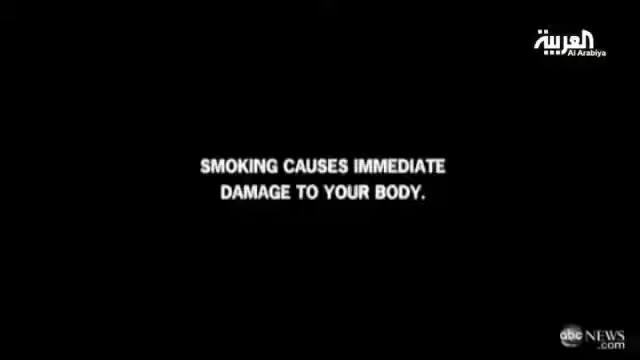 العربية
Al Arabiya
SMOKING CAUSES IMMEDIATE
DAMAGE TO YOUR BODY.
abc NEWS
.com